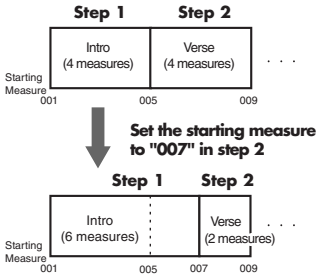 Step 1 Step 2
Intro Verse
(4 measures) (4 measures) . . .
Starting
Measure
001 005 009
Set the starting measure
to "007" in step 2
Step 1 Step 2
Intro Verse . . .
(6 measures) (2 measures)
Starting
Measure
001 005 007 009